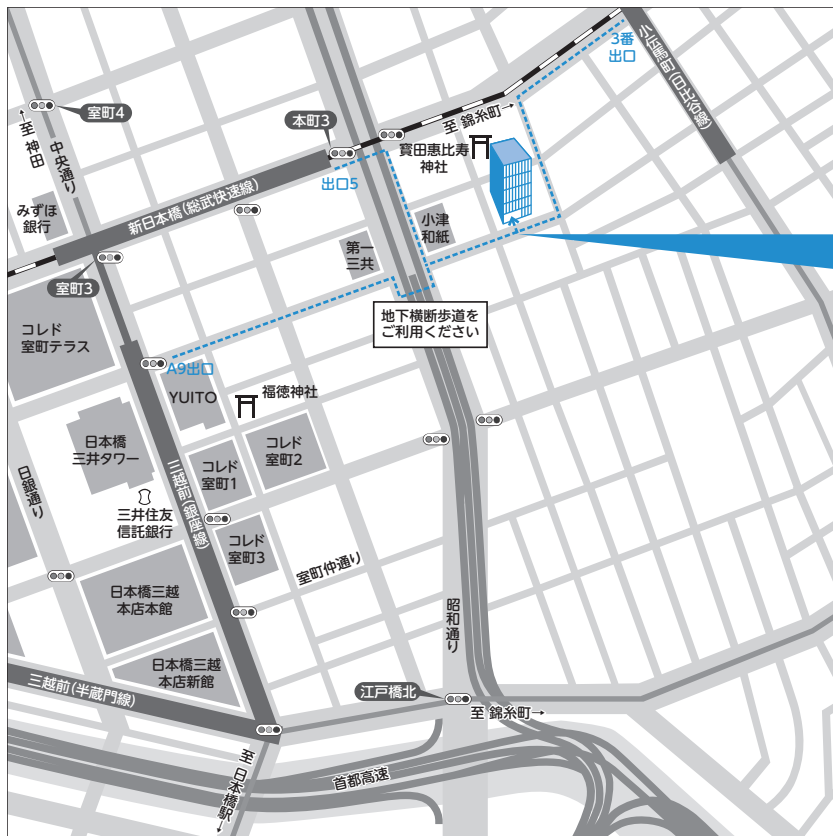 3番
出口
小伝馬町(日比谷線)
室町4
←至 神田
中央通り
本町3
至 錦糸町→
寳田恵比寿
神社
出口5
みずほ
銀行
新日本橋(総武快速線)
小津
和紙
第一
三共
室町3
地下横断歩道を
ご利用ください
コレド
室町テラス
A9出口
YUITO
福徳神社
日本橋
三井タワー
コレド
室町1
コレド
室町2
日銀通り
三越前(銀座線)
三井住友
信託銀行
コレド
室町3
室町仲通り
日本橋三越
本店本館
昭和通り
日本橋三越
本店新館
三越前(半蔵門線)
江戸橋北
至 錦糸町→
至 日本橋駅→
首都高速